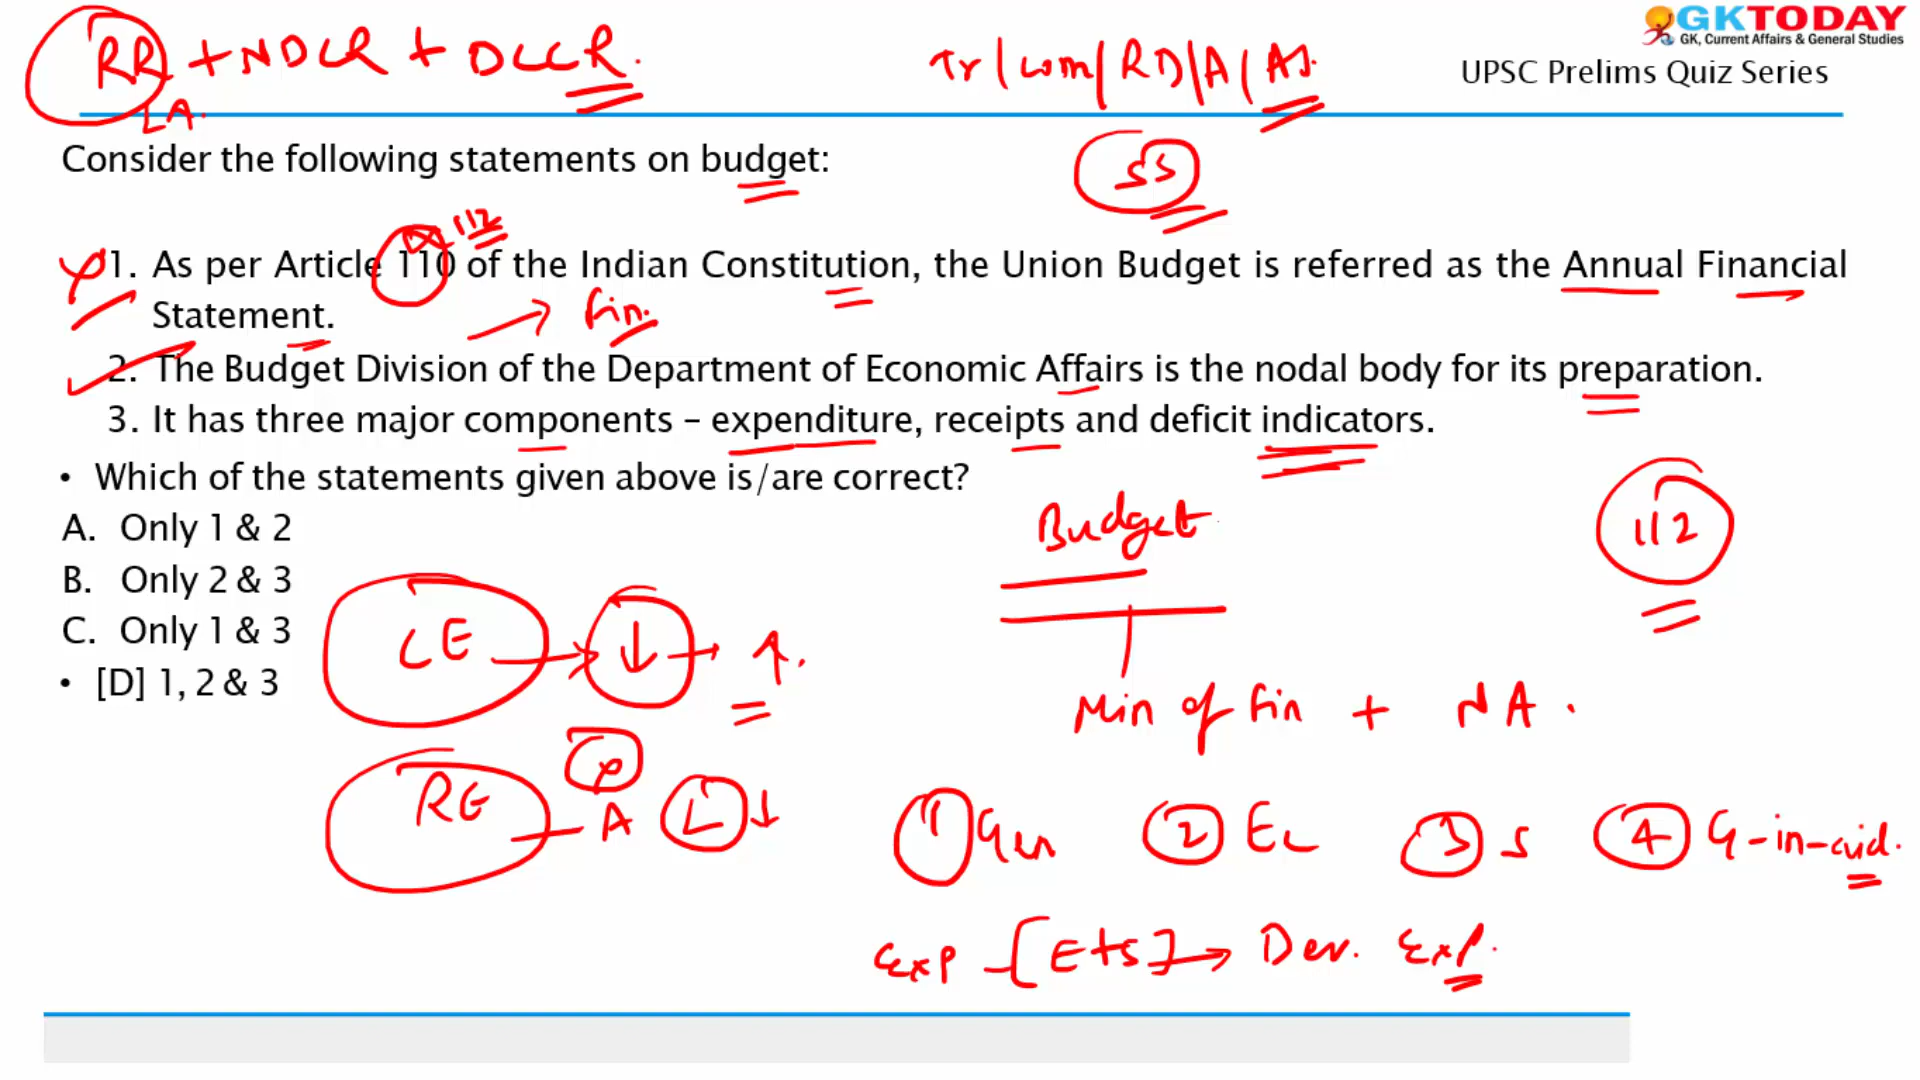 GKTODAY
GK, Current Affairs & General Studies
UPSC Prelims Quiz Series
RR + NDCR + DCCR.
LA.
Tr / com / RD / A / AS.
SS
Consider the following statements on budget:
112
1. As per Article 110 of the Indian Constitution, the Union Budget is referred as the Annual Financial
Statement.
Fin.
2. The Budget Division of the Department of Economic Affairs is the nodal body for its preparation.
3. It has three major components – expenditure, receipts and deficit indicators.
• Which of the statements given above is/are correct?
A. Only 1 & 2
B. Only 2 & 3
C. Only 1 & 3
• [D] 1, 2 & 3
Budget
112
CE → ↓ → ↑.
Min of Fin + NA.
RE A L ↓
1 Gen 2 Ec 3 S 4 G-in-aid.
Exp [E+S] → Dev. Exp.